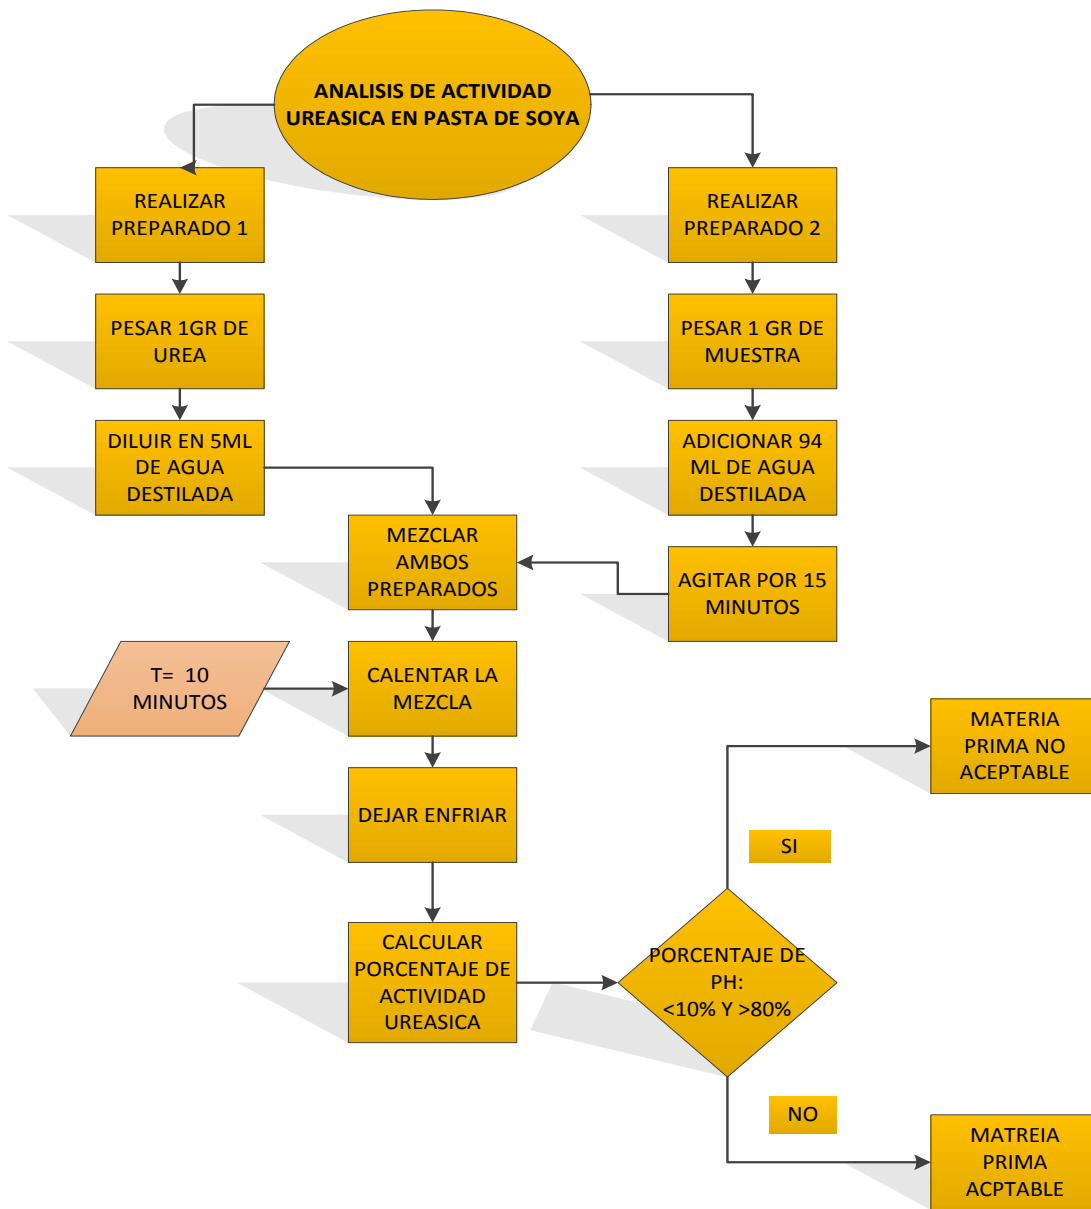 ANALISIS DE ACTIVIDAD
UREASICA EN PASTA DE SOYA
REALIZAR
PREPARADO 1
REALIZAR
PREPARADO 2
PESAR 1GR DE
UREA
PESAR 1 GR DE
MUESTRA
DILUIR EN 5ML
DE AGUA
DESTILADA
ADICIONAR 94
ML DE AGUA
DESTILADA
MEZCLAR
AMBOS
PREPARADOS
AGITAR POR 15
MINUTOS
T= 10
MINUTOS
CALENTAR LA
MEZCLA
DEJAR ENFRIAR
CALCULAR
PORCENTAJE DE
ACTIVIDAD
UREASICA
PORCENTAJE DE
PH:
<10% Y >80%
SI
MATERIA
PRIMA NO
ACEPTABLE
NO
MATREIA
PRIMA
ACPTABLE